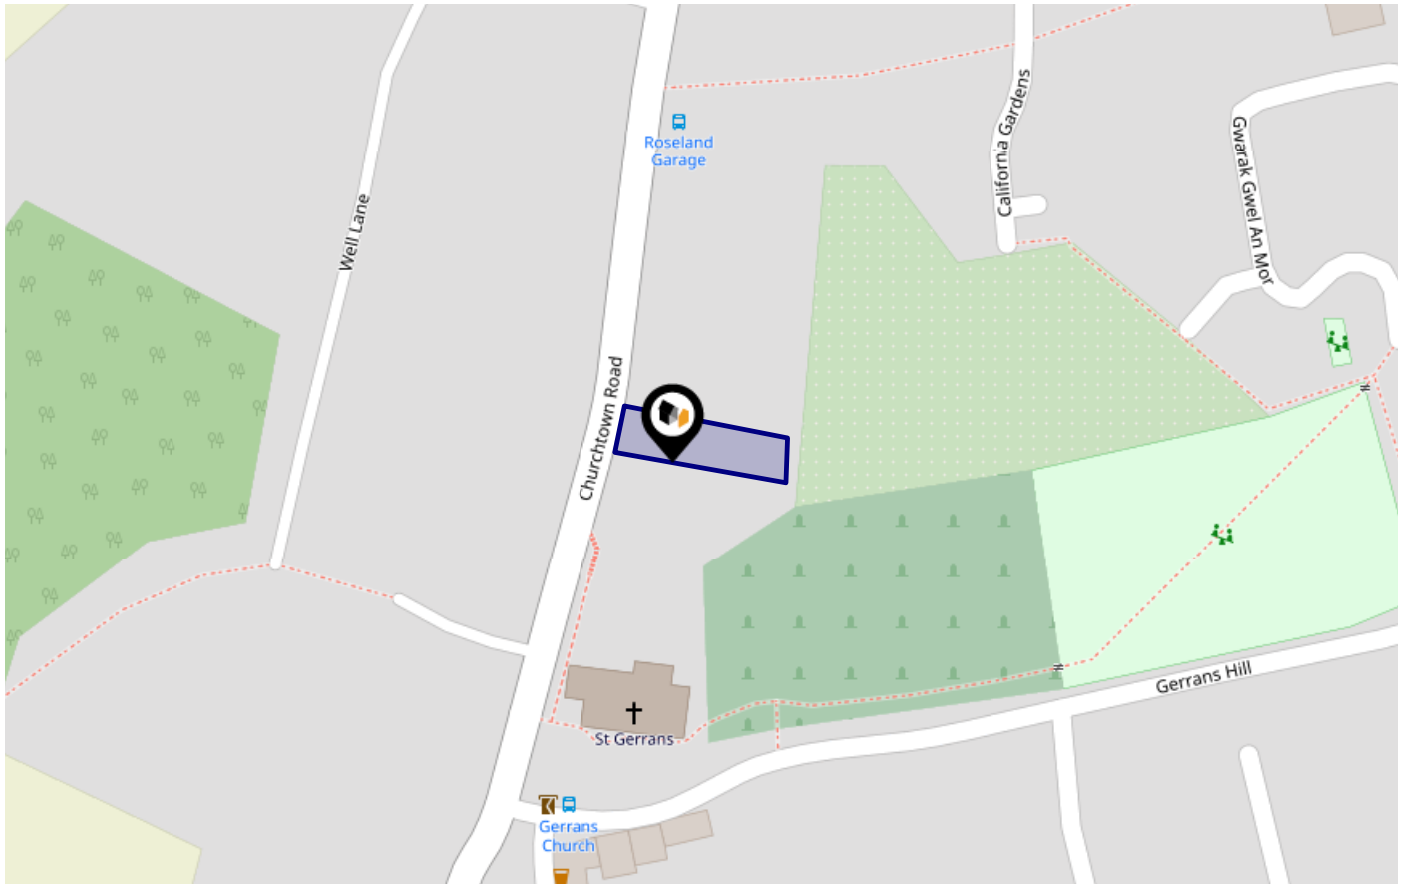 California Gardens
Gwarak Gwel An Mor
Roseland
Garage
Well Lane
Churchtown Road
Gerrans Hill
St Gerrans
Gerrans
Church